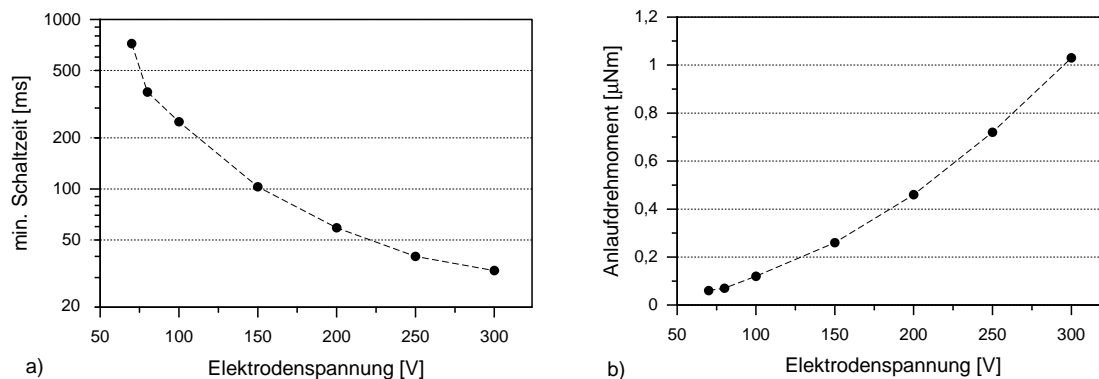 1000
500
200
100
50
20
min. Schaltzeit [ms]
50 100 150 200 250 300
Elektrodenspannung [V]
a)
1,2
1
0,8
0,6
0,4
0,2
0
Anlaufdrehmoment [µNm]
50 100 150 200 250 300
Elektrodenspannung [V]
b)